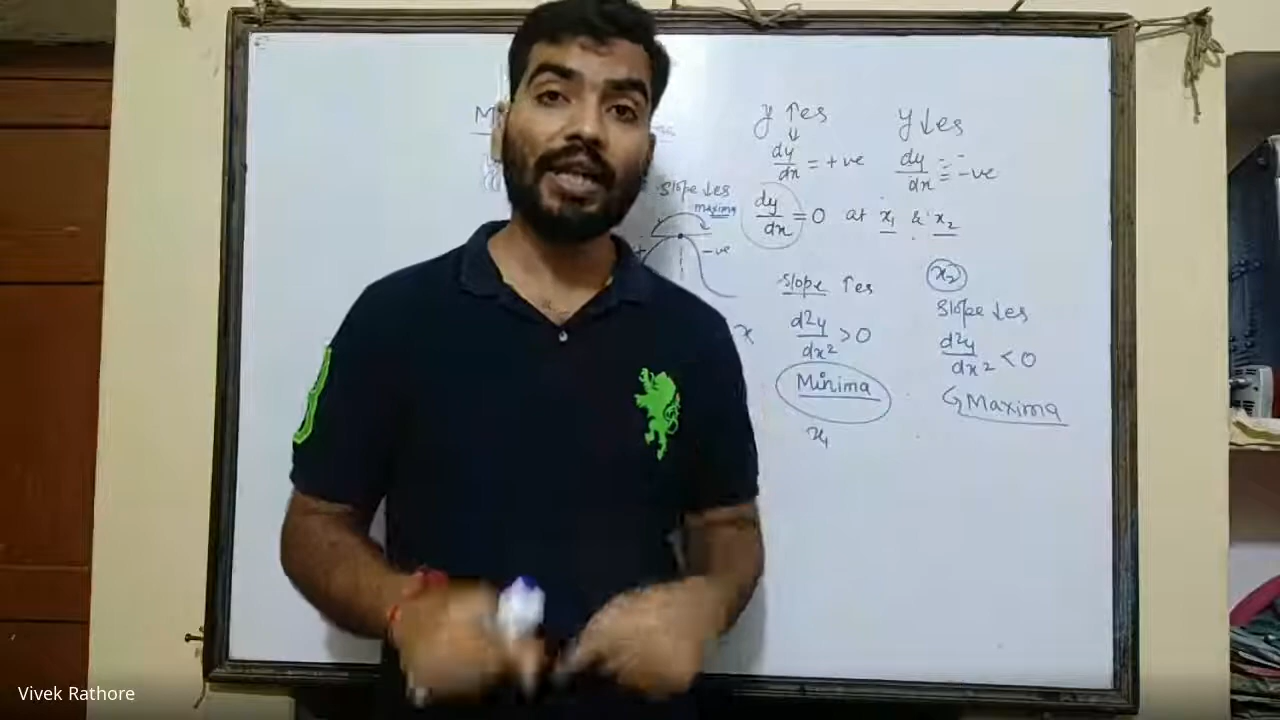 y ↑es y ↓es
dy/dx = +ve dy/dx = -ve
Slope ↓es
maxima
+ -ve
dy/dx = 0 at x₁ & x₂
x₂
Slope ↑es Slope ↓es
x
d²y/dx² > 0 d²y/dx² < 0
Minima Maxima
x₁
Vivek Rathore